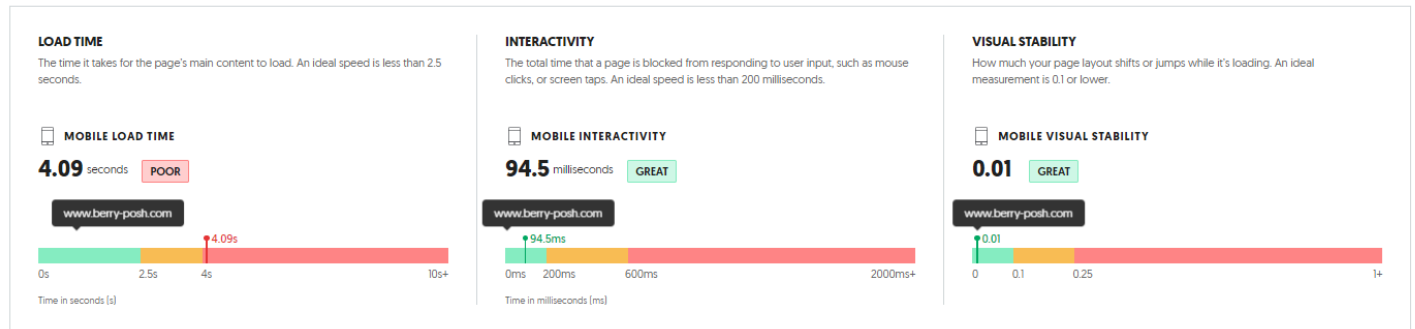 LOAD TIME
The time it takes for the page's main content to load. An ideal speed is less than 2.5
seconds.
MOBILE LOAD TIME
4.09 seconds POOR
www.berry-posh.com
4.09s
0s 2.5s 4s 10s+
Time in seconds (s)
INTERACTIVITY
The total time that a page is blocked from responding to user input, such as mouse
clicks, or screen taps. An ideal speed is less than 200 milliseconds.
MOBILE INTERACTIVITY
94.5 milliseconds GREAT
www.berry-posh.com
94.5ms
0ms 200ms 600ms 2000ms+
Time in milliseconds (ms)
VISUAL STABILITY
How much your page layout shifts or jumps while it's loading. An ideal
measurement is 0.1 or lower.
MOBILE VISUAL STABILITY
0.01 GREAT
www.berry-posh.com
0.01
0 0.1 0.25 1+